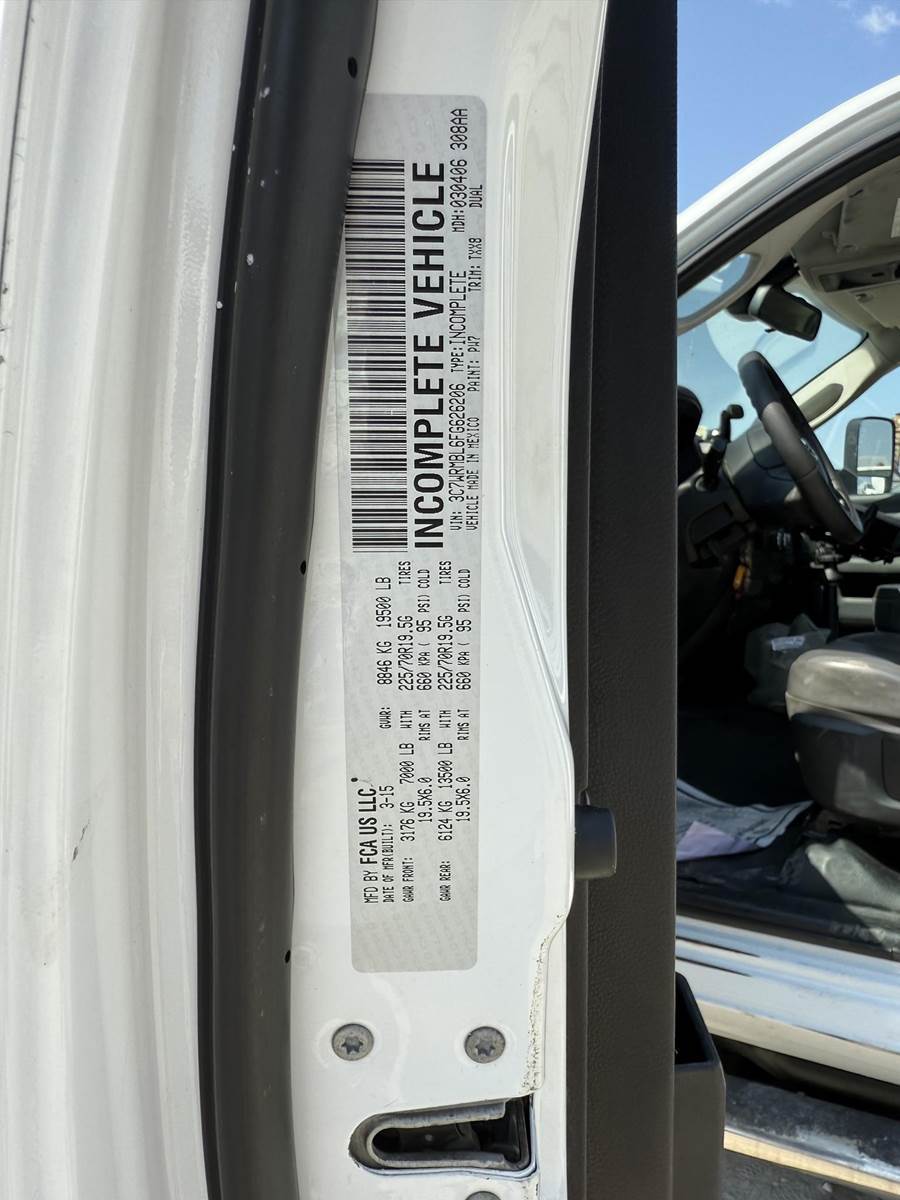 MFD BY FCA US LLC.
DATE OF MFR(BUILT): 3-15 GVWR: 8846 KG 19500 LB
GAWR FRONT: 3176 KG 7000 LB WITH 225/70R19.5G TIRES
19.5X6.0 RIMS AT 660 KPA ( 95 PSI) COLD
GAWR REAR: 6124 KG 13500 LB WITH 225/70R19.5G TIRES
19.5X6.0 RIMS AT 660 KPA ( 95 PSI) COLD
INCOMPLETE VEHICLE
VIN: 3C7WRMBL6FG626206 TYPE: INCOMPLETE MDH: 030406 308AA
VEHICLE MADE IN MEXICO PAINT: PW7 TRIM: TXX8 DUAL